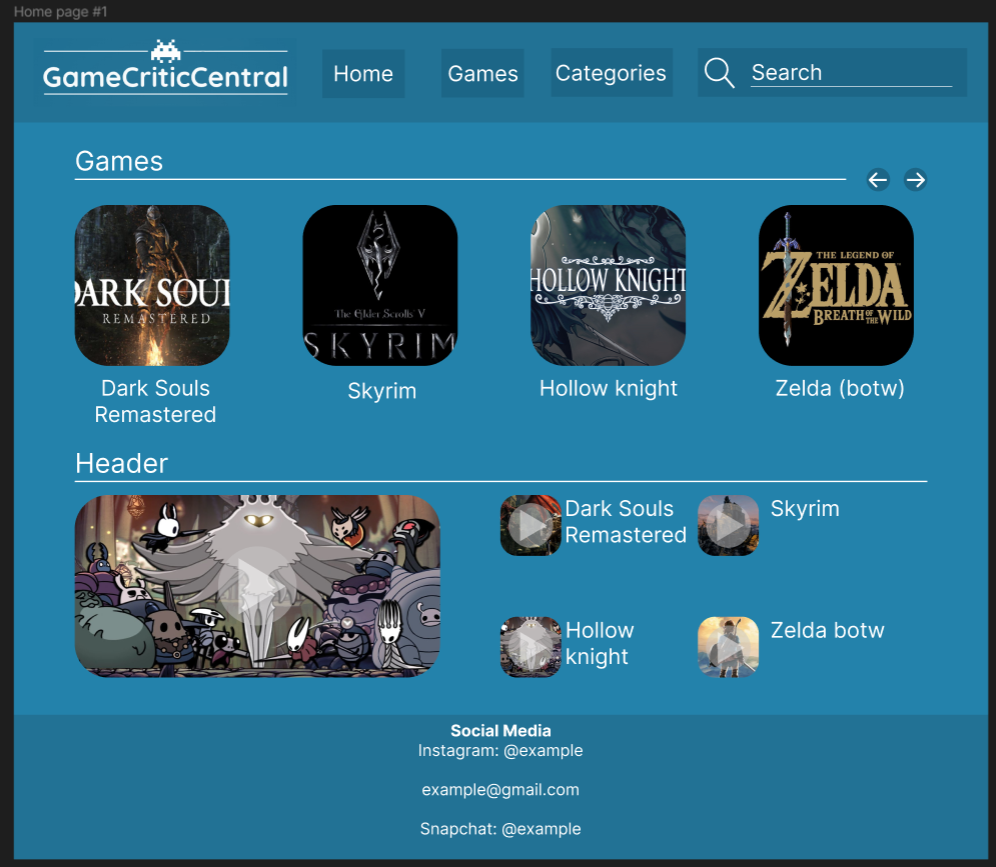 Home page #1
GameCriticCentral
Home
Games
Categories
Search
Games
DARK SOUL
REMASTERED
The Elder Scrolls V
SKYRIM
HOLLOW KNIGHT
THE LEGEND OF
ZELDA
BREATH OF THE WILD
Dark Souls
Remastered
Skyrim
Hollow knight
Zelda (botw)
Header
Dark Souls
Remastered
Skyrim
Hollow
knight
Zelda botw
Social Media
Instagram: @example
example@gmail.com
Snapchat: @example